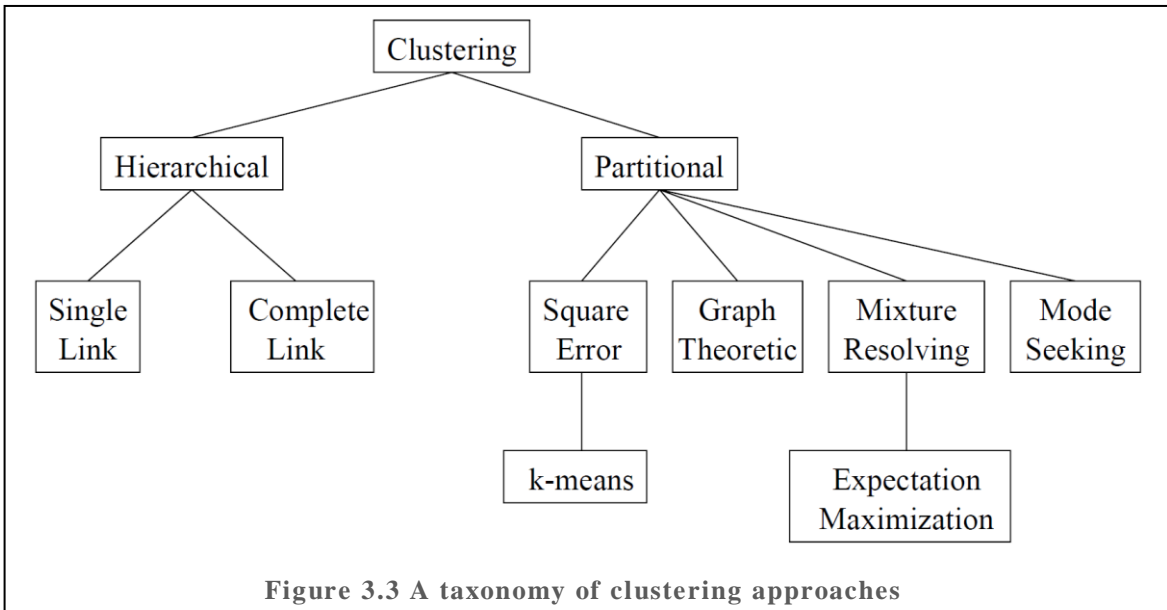 Clustering
Hierarchical
Partitional
Single
Link
Complete
Link
Square
Error
Graph
Theoretic
Mixture
Resolving
Mode
Seeking
k-means
Expectation
Maximization
Figure 3.3 A taxonomy of clustering approaches